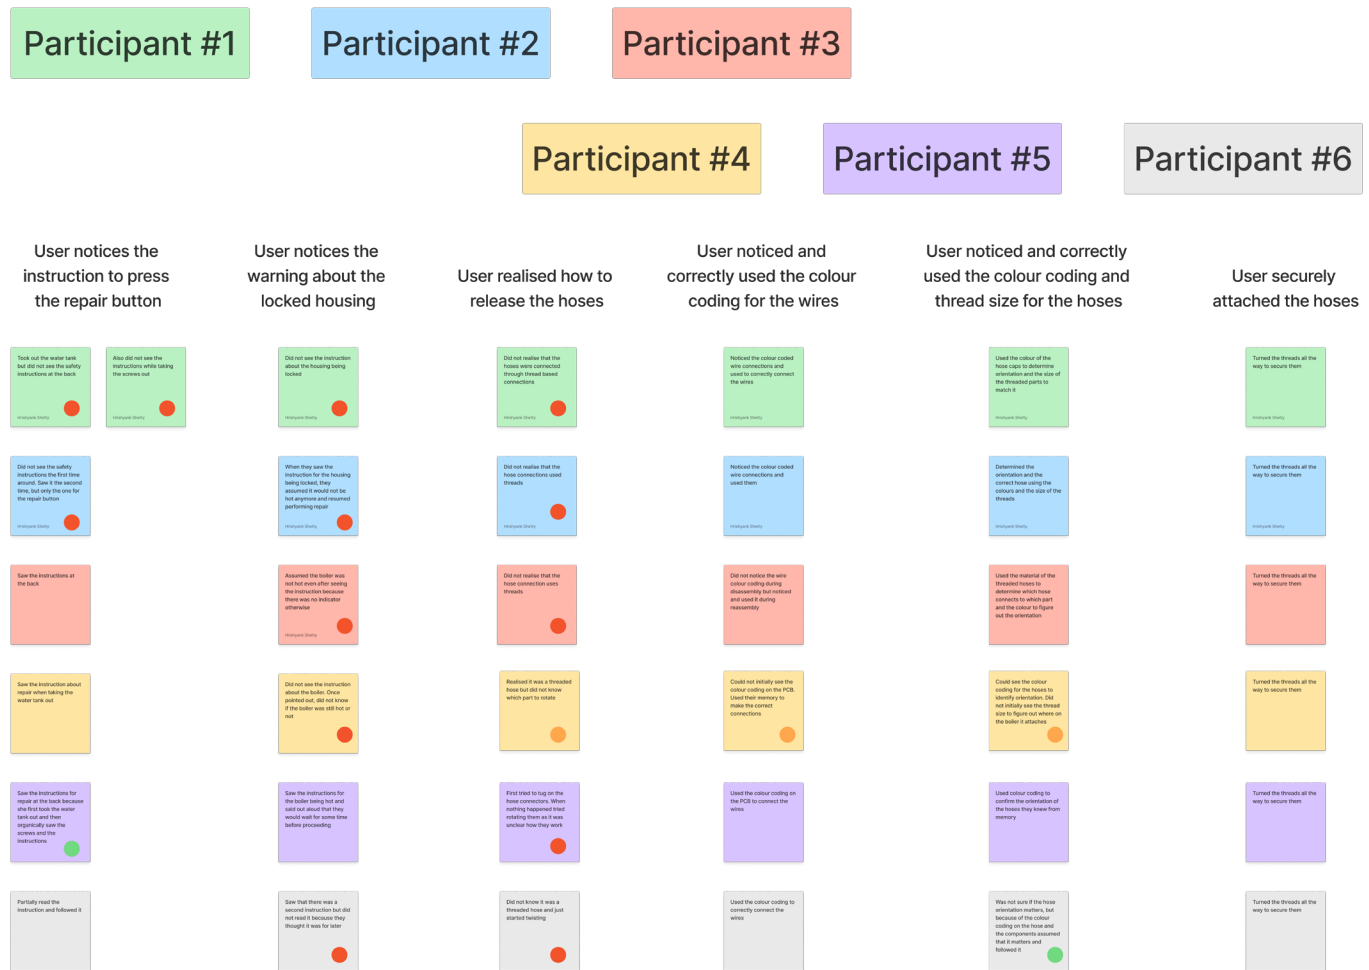 Participant #1
Participant #2
Participant #3
Participant #4
Participant #5
Participant #6
User notices the
instruction to press
the repair button
User notices the
warning about the
locked housing
User realised how to
release the hoses
User noticed and
correctly used the colour
coding for the wires
User noticed and correctly
used the colour coding and
thread size for the hoses
User securely
attached the hoses
Took out the water tank
but did not see the safety
instructions at the back
Hrishyank Shetty
Also did not see the
instructions while taking
the screws out
Hrishyank Shetty
Did not see the instruction
about the housing being
locked
Hrishyank Shetty
Did not realise that the
hoses were connected
through thread based
connections
Hrishyank Shetty
Noticed the colour coded
wire connections and
used to correctly connect
the wires
Hrishyank Shetty
Used the colour of the
hose caps to determine
orientation and the size of
the threaded parts to
match it
Hrishyank Shetty
Turned the threads all the
way to secure them
Hrishyank Shetty
Did not see the safety
instructions the first time
around. Saw it the second
time, but only the one for
the repair button
Hrishyank Shetty
When they saw the
instruction for the housing
being locked, they
assumed it would not be
hot anymore and resumed
performing repair
Hrishyank Shetty
Did not realise that the
hose connections used
threads
Hrishyank Shetty
Noticed the colour coded
wire connections and
used them
Hrishyank Shetty
Determined the
orientation and the
correct hose using the
colours and the size of the
threads
Hrishyank Shetty
Turned the threads all the
way to secure them
Hrishyank Shetty
Saw the instructions at
the back
Assumed the boiler was
not hot even after seeing
the instruction because
there was no indicator
otherwise
Hrishyank Shetty
Did not realise that the
hose connection uses
threads
Did not notice the wire
colour coding during
disassembly but noticed
and used it during
reassembly
Used the material of the
threaded hoses to
determine which hose
connects to which part
and the colour to figure
out the orientation
Turned the threads all the
way to secure them
Saw the instruction about
repair when taking the
water tank out
Did not see the instruction
about the boiler. Once
pointed out, did not know
if the boiler was still hot or
not
Realised it was a threaded
hose but did not know
which part to rotate
Could not initially see the
colour coding on the PCB.
Used their memory to
make the correct
connections
Could see the colour
coding for the hoses to
identify orientation. Did
not initially see the thread
size to figure out where on
the boiler it attaches
Turned the threads all the
way to secure them
Saw the instructions for
repair at the back because
she first took the water
tank out and then
organically saw the
screws and the
instructions
Saw the instructions for
the boiler being hot and
said out aloud that they
would wait for some time
before proceeding
First tried to tug on the
hose connectors. When
nothing happened tried
rotating them as it was
unclear how they work
Used the colour coding on
the PCB to connect the
wires
Used colour coding to
confirm the orientation of
the hoses they knew from
memory
Turned the threads all the
way to secure them
Partially read the
instruction and followed it
Saw that there was a
second instruction but did
not read it because they
thought it was for later
Did not know it was a
threaded hose and just
started twisting
Used the colour coding to
correctly connect the
wires
Was not sure if the hose
orientation matters, but
because of the colour
coding on the hose and
the components assumed
that it matters and
followed it
Turned the threads all the
way to secure them